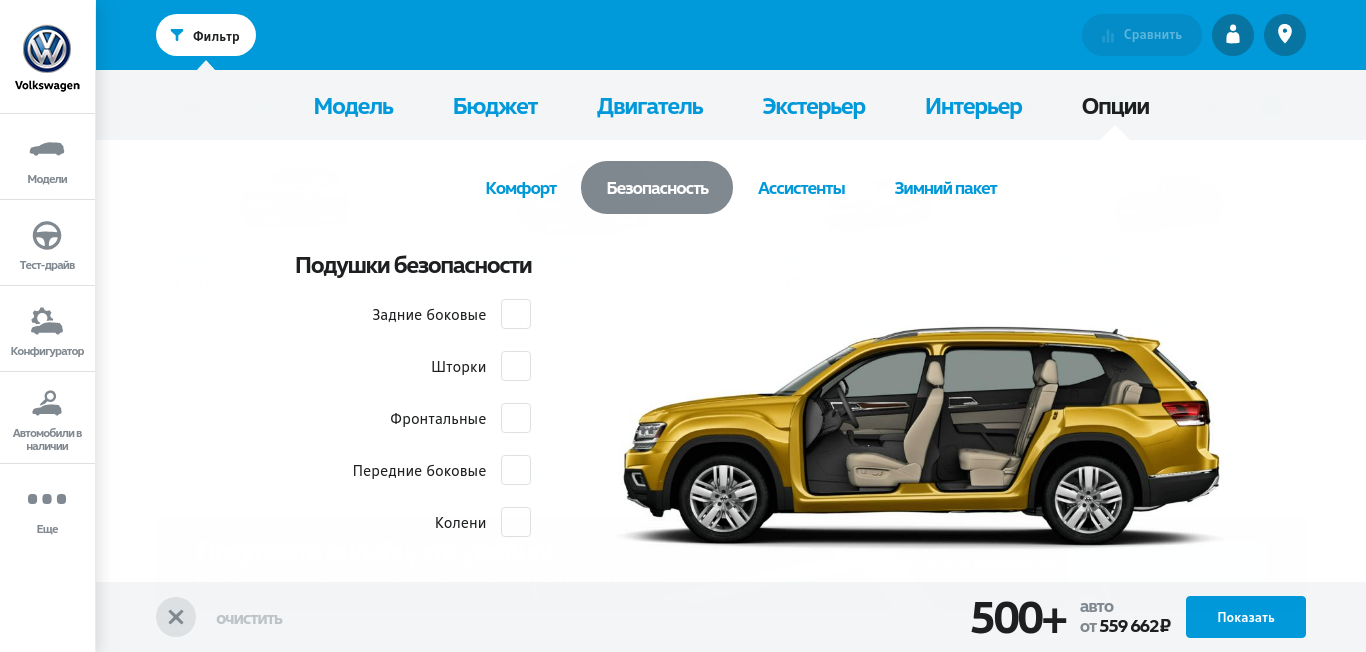 Volkswagen
Модели
Тест-драйв
Конфигуратор
Автомобили в
наличии
Еще
Фильтр
Сравнить
Модель Бюджет Двигатель Экстерьер Интерьер Опции
Комфорт Безопасность Ассистенты Зимний пакет
Подушки безопасности
Задние боковые
Шторки
Фронтальные
Передние боковые
Колени
ОЧИСТИТЬ
500+
авто
от 559 662₽
Показать